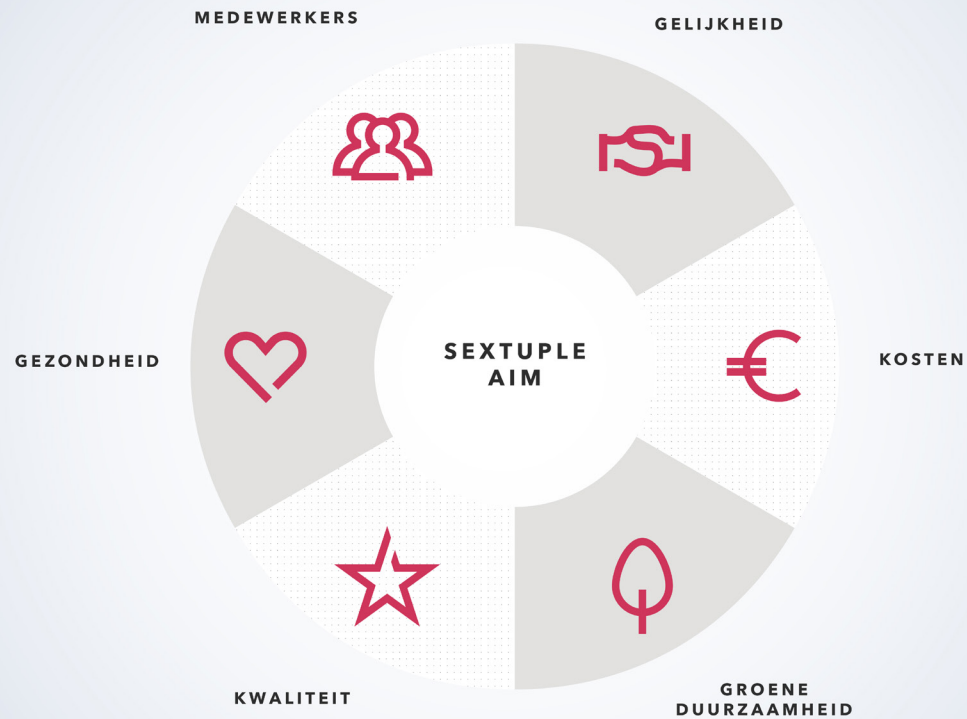 MEDEWERKERS
GELIJKHEID
GEZONDHEID
SEXTUPLE
AIM
KOSTEN
KWALITEIT
GROENE
DUURZAAMHEID